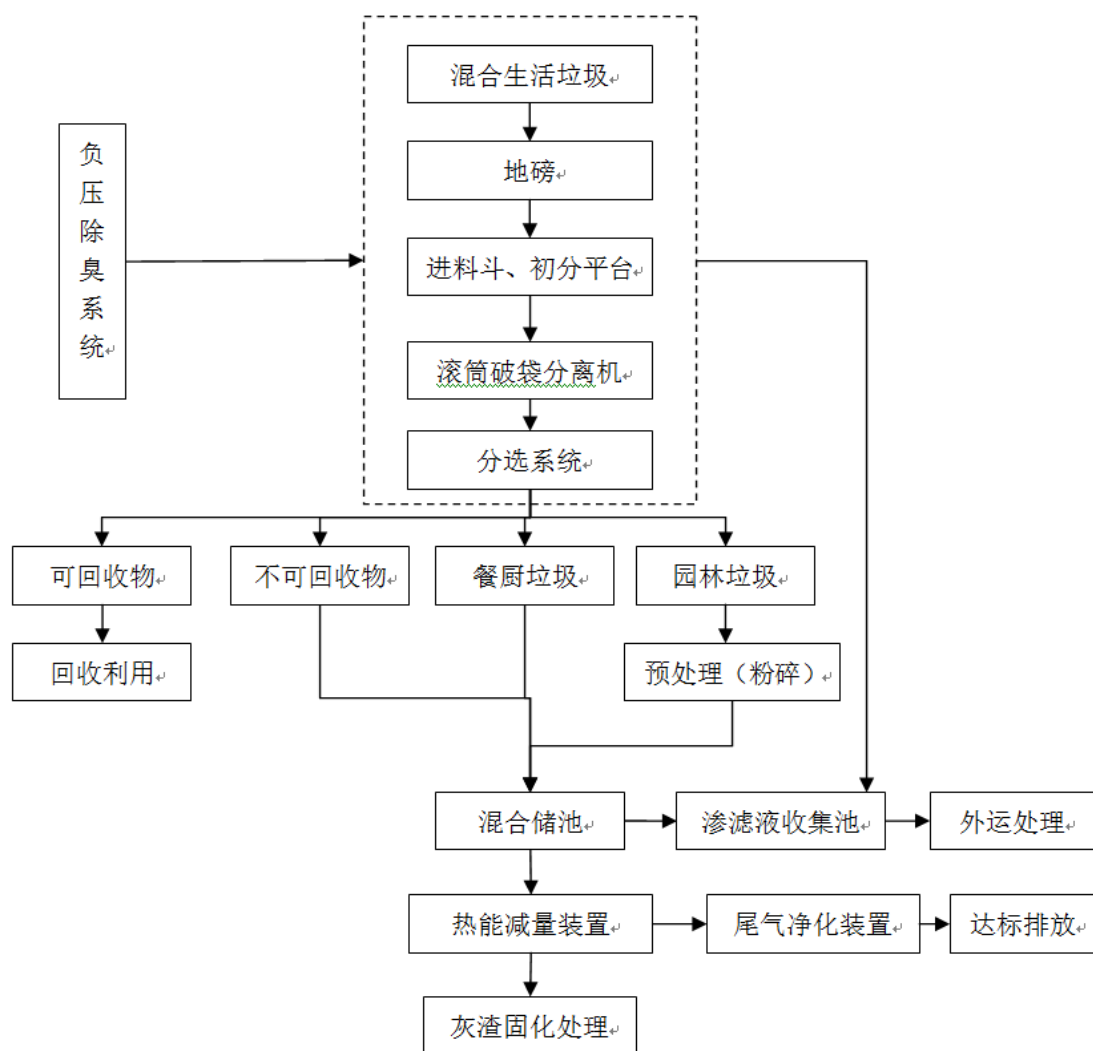 混合生活垃圾
地磅
负压除臭系统
进料斗、初分平台
滚筒破袋分离机
分选系统
可回收物
不可回收物
餐厨垃圾
园林垃圾
回收利用
预处理（粉碎）
混合储池
渗滤液收集池
外运处理
热能减量装置
尾气净化装置
达标排放
灰渣固化处理